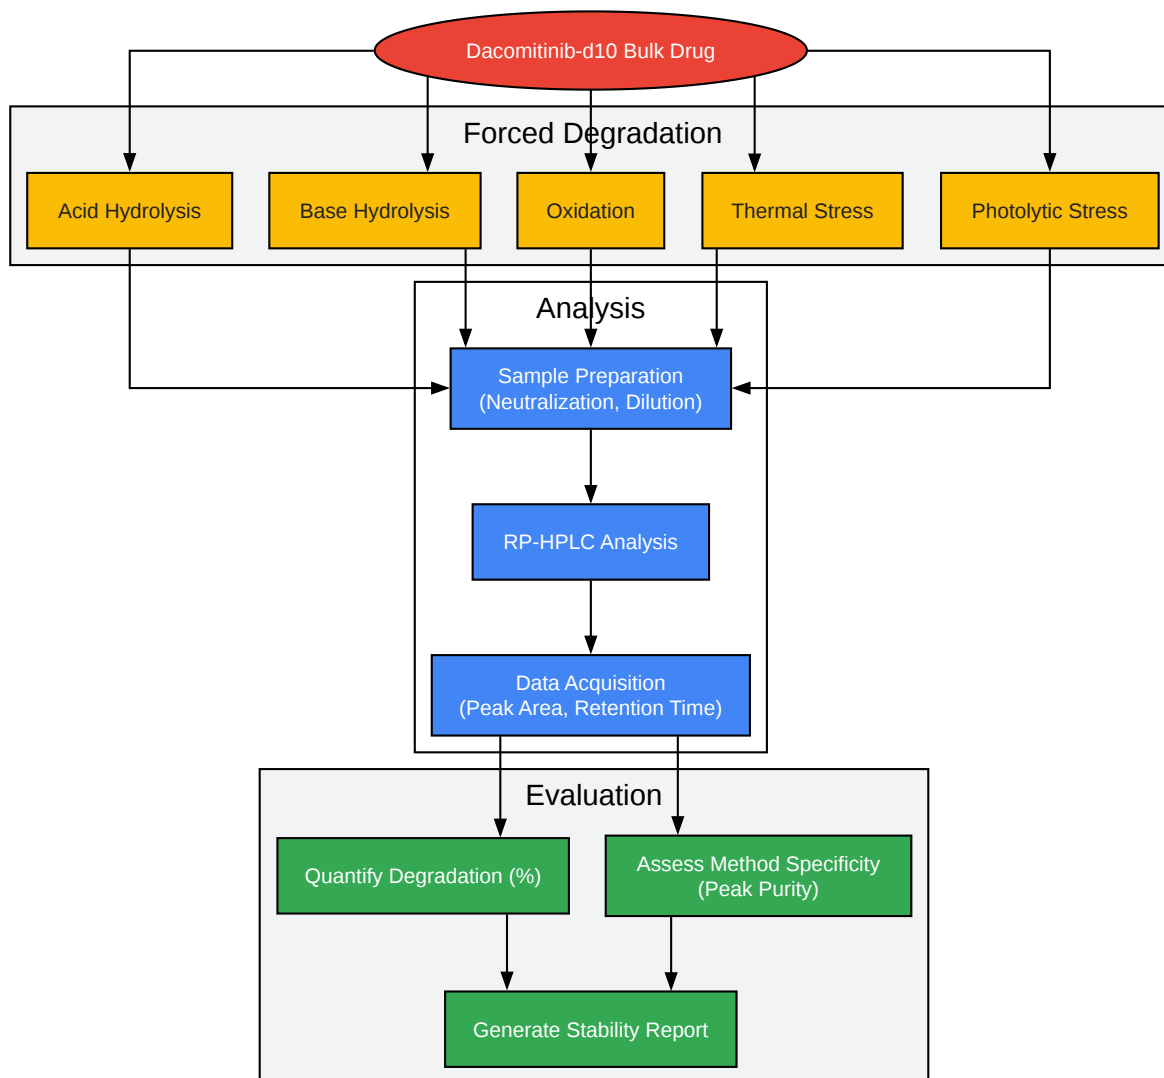 Dacomitinib-d10 Bulk Drug
Forced Degradation
Acid Hydrolysis
Base Hydrolysis
Oxidation
Thermal Stress
Photolytic Stress
Analysis
Sample Preparation
(Neutralization, Dilution)
RP-HPLC Analysis
Data Acquisition
(Peak Area, Retention Time)
Evaluation
Quantify Degradation (%)
Assess Method Specificity
(Peak Purity)
Generate Stability Report